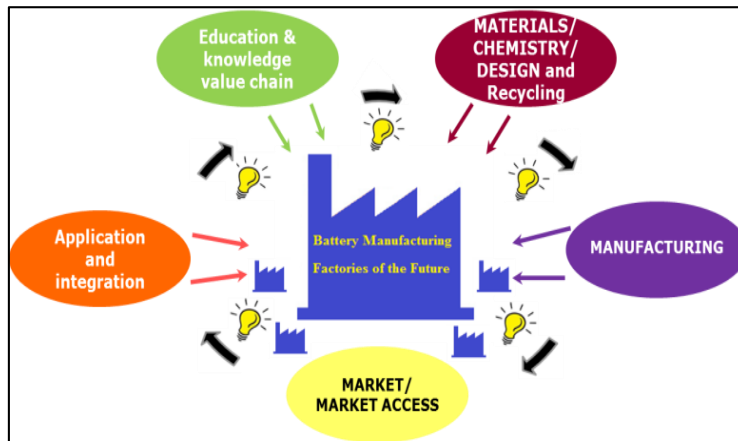 Education &
knowledge
value chain
MATERIALS/
CHEMISTRY/
DESIGN and
Recycling
Battery Manufacturing
Factories of the Future
Application
and
integration
MANUFACTURING
MARKET/
MARKET ACCESS